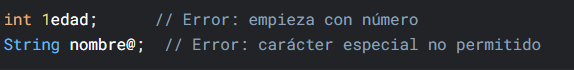 int 1edad;      // Error: empieza con número
String nombre@;  // Error: carácter especial no permitido